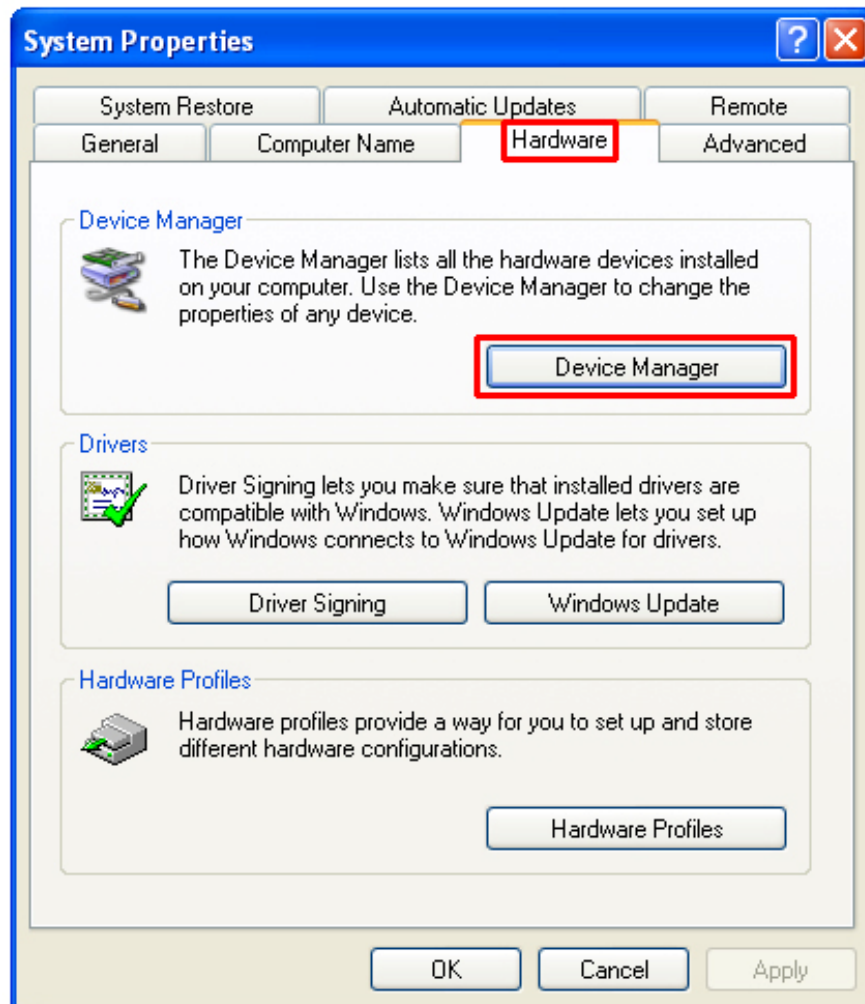 System Properties
System Restore Automatic Updates Remote
General Computer Name Hardware Advanced
Device Manager
The Device Manager lists all the hardware devices installed
on your computer. Use the Device Manager to change the
properties of any device.
Device Manager
Drivers
Driver Signing lets you make sure that installed drivers are
compatible with Windows. Windows Update lets you set up
how Windows connects to Windows Update for drivers.
Driver Signing Windows Update
Hardware Profiles
Hardware profiles provide a way for you to set up and store
different hardware configurations.
Hardware Profiles
OK Cancel Apply